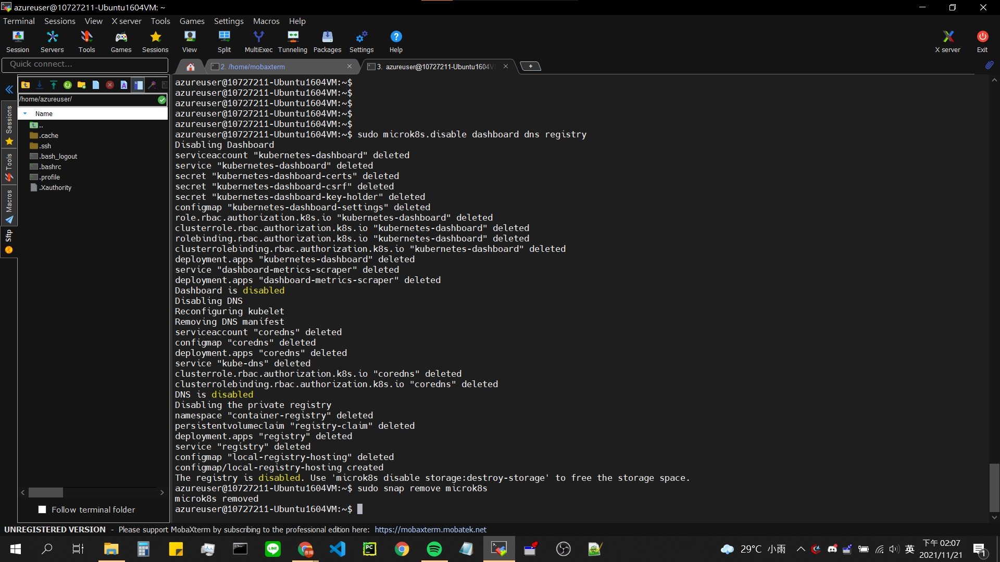 azureuser@10727211-Ubuntu1604VM: ~
Terminal Sessions View X server Tools Games Settings Macros Help
Session Servers Tools Games Sessions View Split MultiExec Tunneling Packages Settings Help X server Exit
Quick connect...
2. /home/mobaxterm
3. azureuser@10727211-Ubuntu1604VM
/home/azureuser/
Name
..
.cache
.ssh
.bash_logout
.bashrc
.profile
.Xauthority
Sessions
Tools
Macros
Sftp
Follow terminal folder
azureuser@10727211-Ubuntu1604VM:~$
azureuser@10727211-Ubuntu1604VM:~$
azureuser@10727211-Ubuntu1604VM:~$
azureuser@10727211-Ubuntu1604VM:~$
azureuser@10727211-Ubuntu1604VM:~$
azureuser@10727211-Ubuntu1604VM:~$ sudo microk8s.disable dashboard dns registry
Disabling Dashboard
serviceaccount "kubernetes-dashboard" deleted
service "kubernetes-dashboard" deleted
secret "kubernetes-dashboard-certs" deleted
secret "kubernetes-dashboard-csrf" deleted
secret "kubernetes-dashboard-key-holder" deleted
configmap "kubernetes-dashboard-settings" deleted
role.rbac.authorization.k8s.io "kubernetes-dashboard" deleted
clusterrole.rbac.authorization.k8s.io "kubernetes-dashboard" deleted
rolebinding.rbac.authorization.k8s.io "kubernetes-dashboard" deleted
clusterrolebinding.rbac.authorization.k8s.io "kubernetes-dashboard" deleted
deployment.apps "kubernetes-dashboard" deleted
service "dashboard-metrics-scraper" deleted
deployment.apps "dashboard-metrics-scraper" deleted
Dashboard is disabled
Disabling DNS
Reconfiguring kubelet
Removing DNS manifest
serviceaccount "coredns" deleted
configmap "coredns" deleted
deployment.apps "coredns" deleted
service "kube-dns" deleted
clusterrole.rbac.authorization.k8s.io "coredns" deleted
clusterrolebinding.rbac.authorization.k8s.io "coredns" deleted
DNS is disabled
Disabling the private registry
namespace "container-registry" deleted
persistentvolumeclaim "registry-claim" deleted
deployment.apps "registry" deleted
service "registry" deleted
configmap "local-registry-hosting" deleted
configmap/local-registry-hosting created
The registry is disabled. Use 'microk8s disable storage:destroy-storage' to free the storage space.
azureuser@10727211-Ubuntu1604VM:~$ sudo snap remove microk8s
microk8s removed
azureuser@10727211-Ubuntu1604VM:~$
UNREGISTERED VERSION - Please support MobaXterm by subscribing to the professional edition here: https://mobaxterm.mobatek.net
29°C 小雨
英
下午 02:07
2021/11/21
1